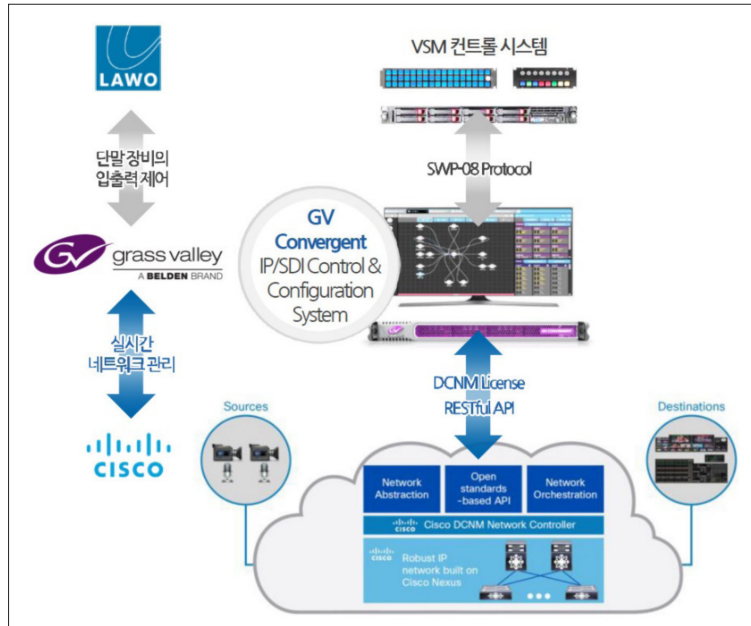 LAWO
단말 장비의
입출력 제어
GV
grass valley
A BELDEN BRAND
실시간
네트워크 관리
CISCO
VSM 컨트롤 시스템
SWP-08 Protocol
GV
Convergent
IP/SDI Control &
Configuration
System
DCNM License
RESTful API
Sources
Destinations
Network
Abstraction
Open
standards
-based API
Network
Orchestration
CISCO
Cisco DCNM Network Controller
CISCO
Robust IP
network built on
Cisco Nexus